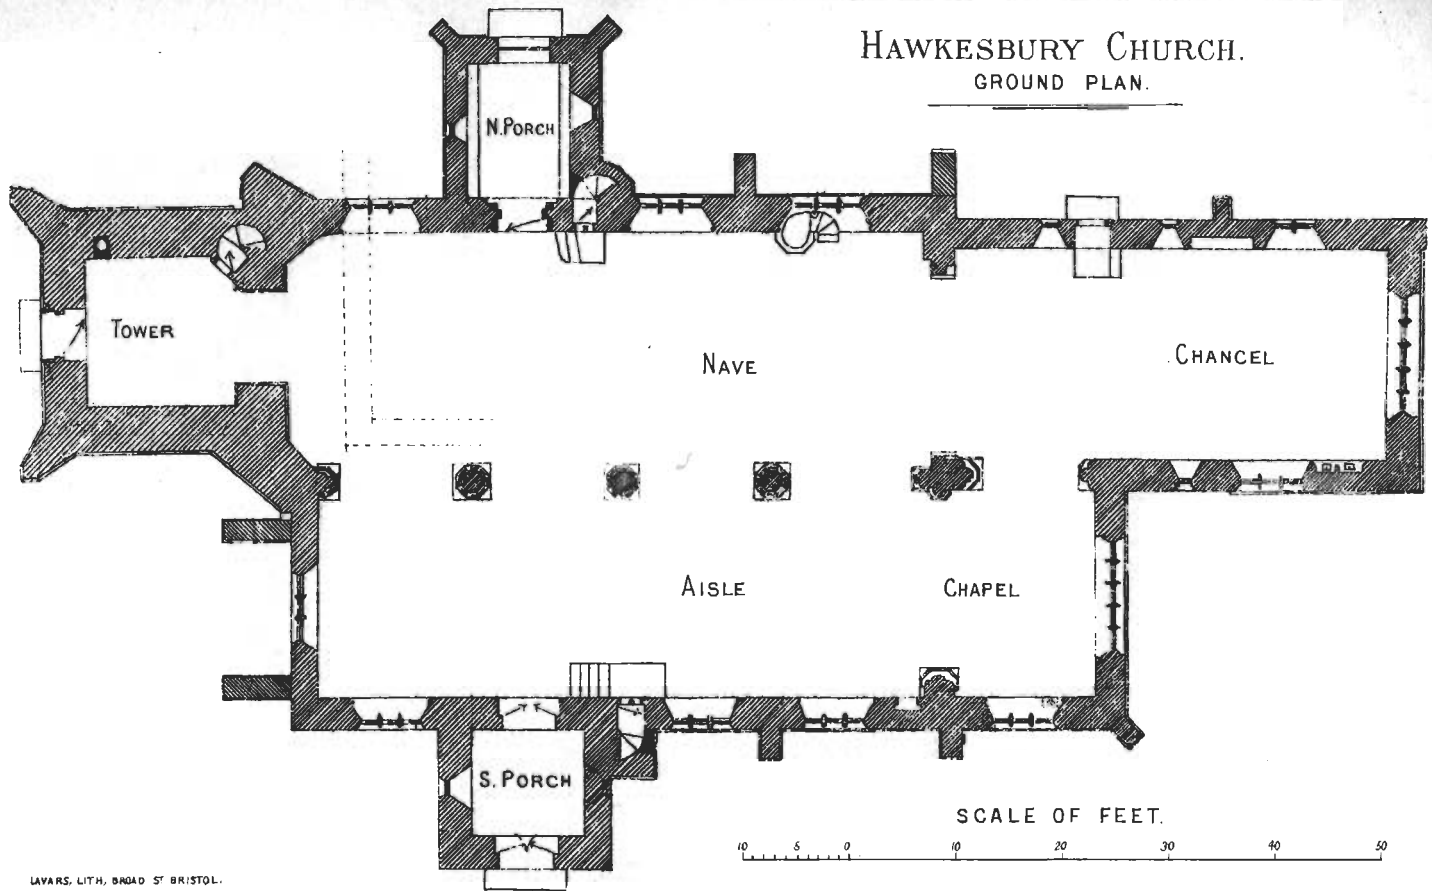 HAWKESBURY CHURCH.
GROUND PLAN.
N. PORCH
TOWER
NAVE
CHANCEL
AISLE
CHAPEL
S. PORCH
SCALE OF FEET.
10 5 0 10 20 30 40 50
LAVARS, LITH, BROAD ST BRISTOL.